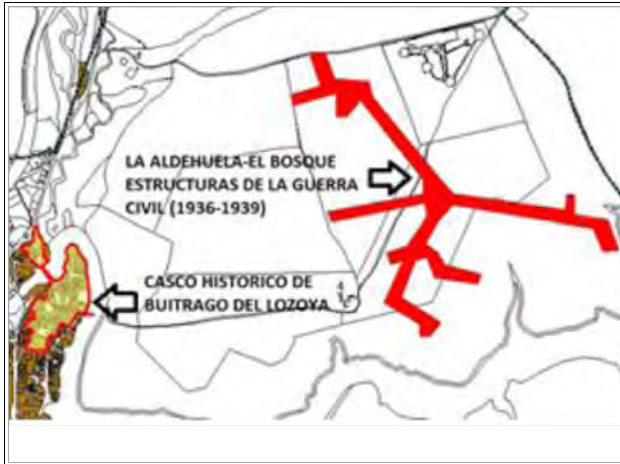 LA ALDEHUELA-EL BOSQUE
ESTRUCTURAS DE LA GUERRA
CIVIL (1936-1939)
CASCO HISTORICO DE
BUITRAGO DEL LOZOYA